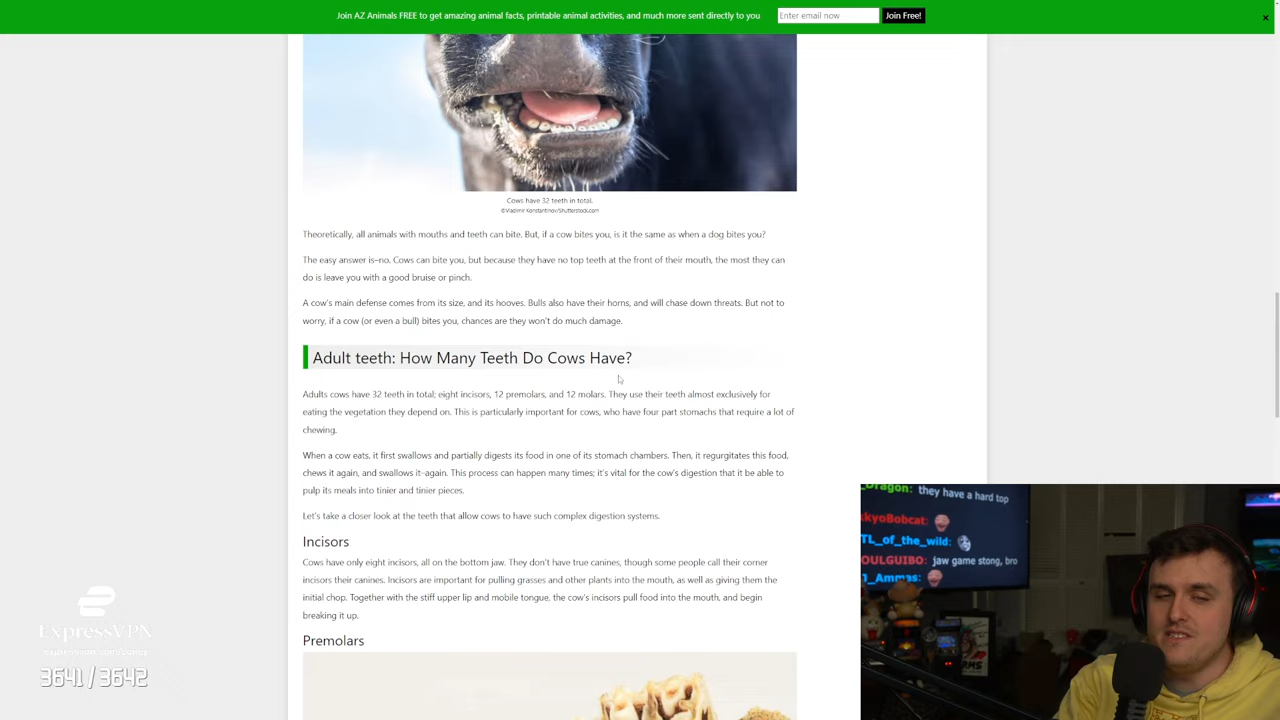 Join AZ Animals FREE to get amazing animal facts, printable animal activities, and much more sent directly to you
Enter email now
Join Free!
Cows have 32 teeth in total.
©Vladimir Konstantinov/Shutterstock.com
Theoretically, all animals with mouths and teeth can bite. But, if a cow bites you, is it the same as when a dog bites you?
The easy answer is–no. Cows can bite you, but because they have no top teeth at the front of their mouth, the most they can
do is leave you with a good bruise or pinch.
A cow's main defense comes from its size, and its hooves. Bulls also have their horns, and will chase down threats. But not to
worry, if a cow (or even a bull) bites you, chances are they won't do much damage.
Adult teeth: How Many Teeth Do Cows Have?
Adults cows have 32 teeth in total; eight incisors, 12 premolars, and 12 molars. They use their teeth almost exclusively for
eating the vegetation they depend on. This is particularly important for cows, who have four part stomachs that require a lot of
chewing.
When a cow eats, it first swallows and partially digests its food in one of its stomach chambers. Then, it regurgitates this food,
chews it again, and swallows it–again. This process can happen many times; it's vital for the cow's digestion that it be able to
pulp its meals into tinier and tinier pieces.
Let's take a closer look at the teeth that allow cows to have such complex digestion systems.
Incisors
Cows have only eight incisors, all on the bottom jaw. They don't have true canines, though some people call their corner
incisors their canines. Incisors are important for pulling grasses and other plants into the mouth, as well as giving them the
initial chop. Together with the stiff upper lip and mobile tongue, the cow's incisors pull food into the mouth, and begin
breaking it up.
Premolars
_Dragon: they have a hard top
kkyoBobcat:
TL_of_the_wild:
OULGUIBO: jaw game stong, bro
1_Ammas:
ExpressVPN
3641 / 3642